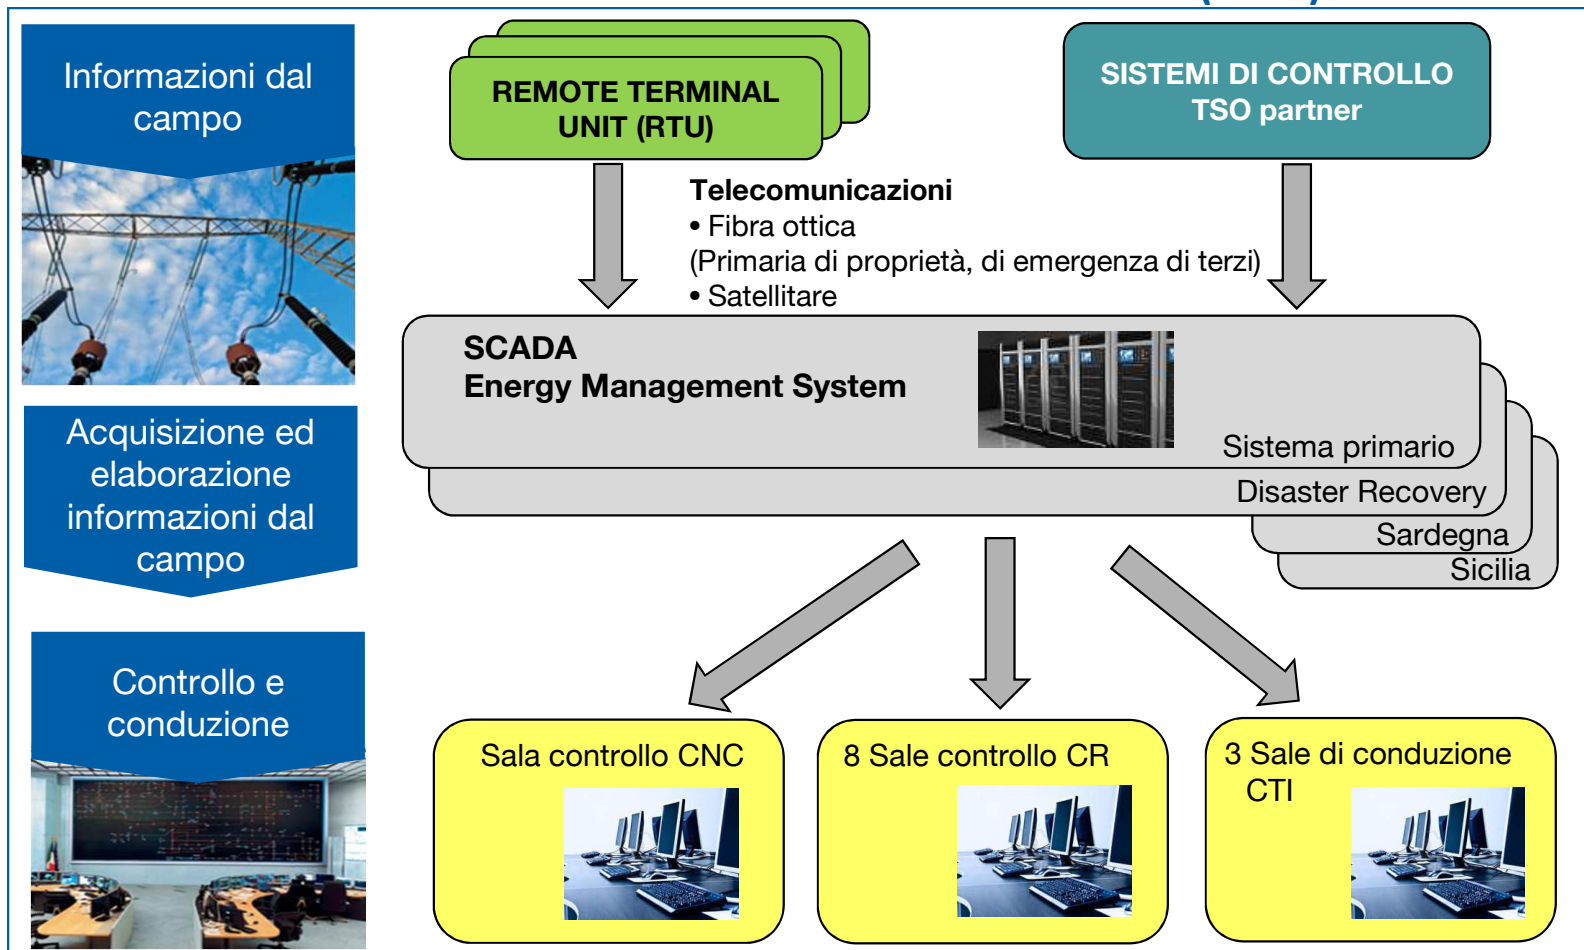 Informazioni dal
campo
REMOTE TERMINAL
UNIT (RTU)
SISTEMI DI CONTROLLO
TSO partner
Telecomunicazioni
• Fibra ottica
(Primaria di proprietà, di emergenza di terzi)
• Satellitare
SCADA
Energy Management System
Sistema primario
Disaster Recovery
Sardegna
Sicilia
Acquisizione ed
elaborazione
informazioni dal
campo
Controllo e
conduzione
Sala controllo CNC
8 Sale controllo CR
3 Sale di conduzione
CTI